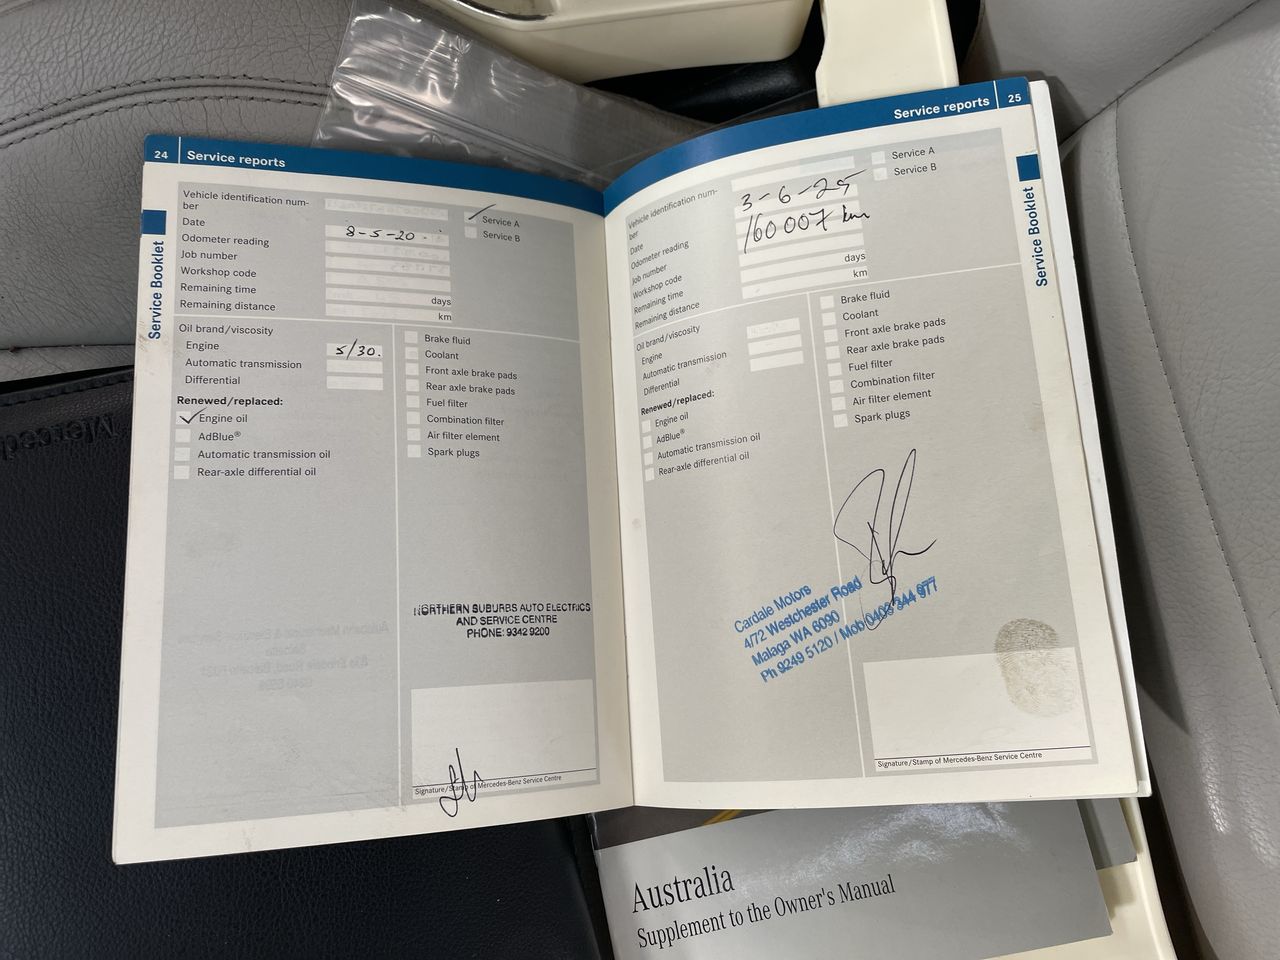 24 Service reports
Service Booklet
Vehicle identification num-
ber
Date 8-5-20
Odometer reading
Job number
Workshop code
Remaining time days
Remaining distance km
Service A
Service B
Oil brand/viscosity
Engine 5/30.
Automatic transmission
Differential
Renewed/replaced:
Engine oil
AdBlue®
Automatic transmission oil
Rear-axle differential oil
Brake fluid
Coolant
Front axle brake pads
Rear axle brake pads
Fuel filter
Combination filter
Air filter element
Spark plugs
NORTHERN SUBURBS AUTO ELECTRICS
AND SERVICE CENTRE
PHONE: 9342 9200
Signature/Stamp of Mercedes-Benz Service Centre
Service reports 25
Service Booklet
Vehicle identification num-
ber
Date 3-6-25
Odometer reading 160 007 km
Job number
Workshop code
Remaining time days
Remaining distance km
Service A
Service B
Oil brand/viscosity
Engine
Automatic transmission
Differential
Renewed/replaced:
Engine oil
AdBlue®
Automatic transmission oil
Rear-axle differential oil
Brake fluid
Coolant
Front axle brake pads
Rear axle brake pads
Fuel filter
Combination filter
Air filter element
Spark plugs
Cardale Motors
4/72 Westchester Road
Malaga WA 6090
Ph 9249 5120 / Mob 0403 344 977
Signature/Stamp of Mercedes-Benz Service Centre
Australia
Supplement to the Owner's Manual